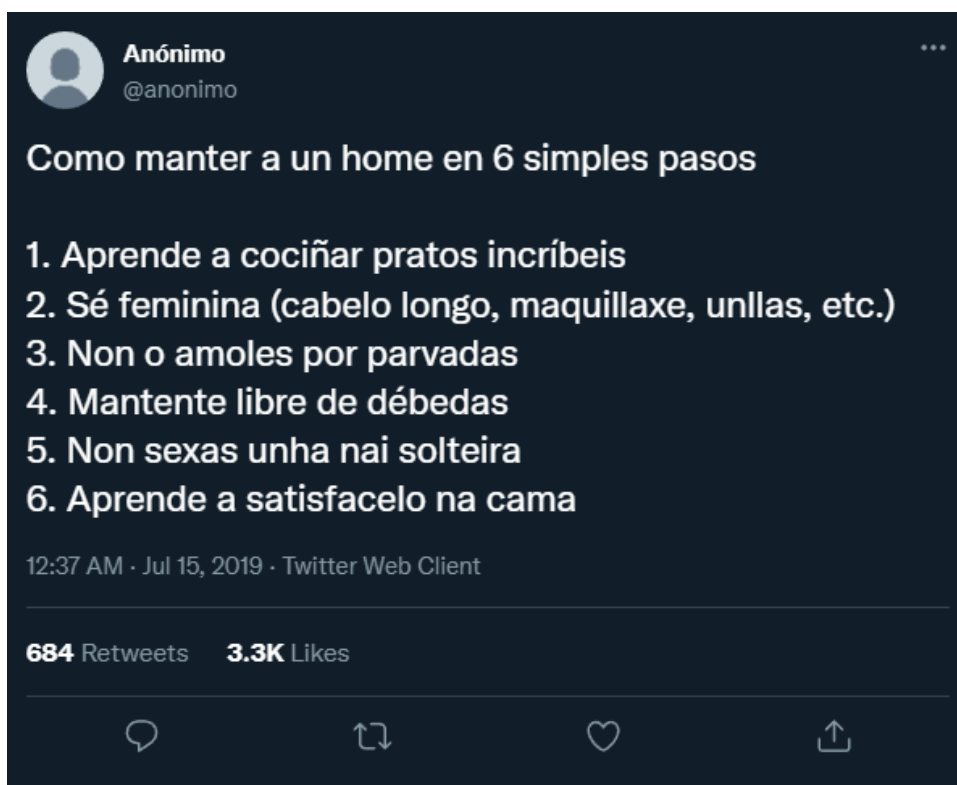 Anónimo
@anonimo
Como manter a un home en 6 simples pasos
1. Aprende a cociñar pratos incríbeis
2. Sé feminina (cabelo longo, maquillaxe, unllas, etc.)
3. Non o amoles por parvadas
4. Mantente libre de débedas
5. Non sexas unha nai solteira
6. Aprende a satisfacelo na cama
12:37 AM · Jul 15, 2019 · Twitter Web Client
684 Retweets 3.3K Likes